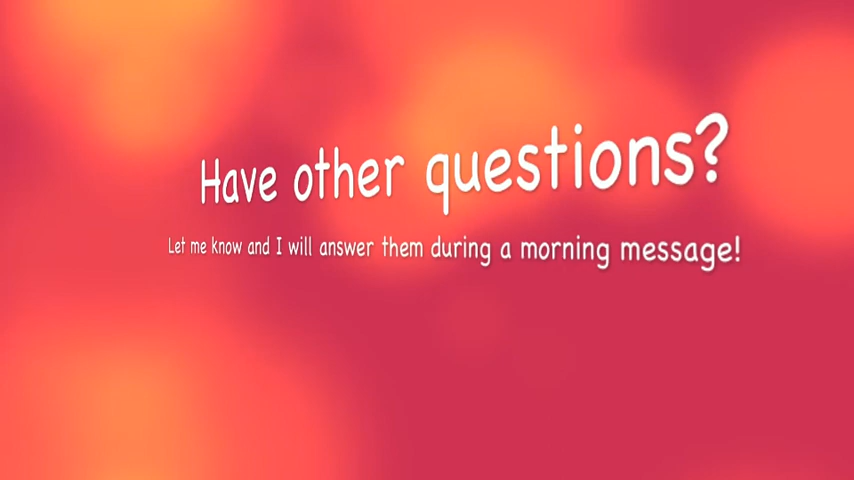 Have other questions?
Let me know and I will answer them during a morning message!